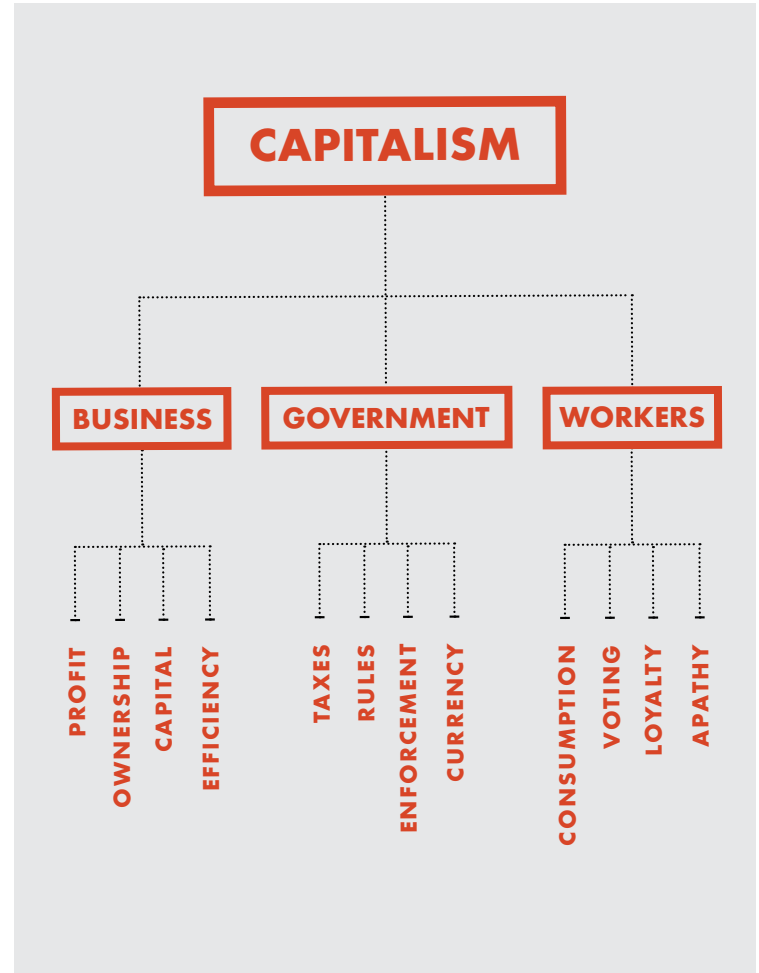 CAPITALISM
BUSINESS
GOVERNMENT
WORKERS
PROFIT
OWNERSHIP
CAPITAL
EFFICIENCY
TAXES
RULES
ENFORCEMENT
CURRENCY
CONSUMPTION
VOTING
LOYALTY
APATHY